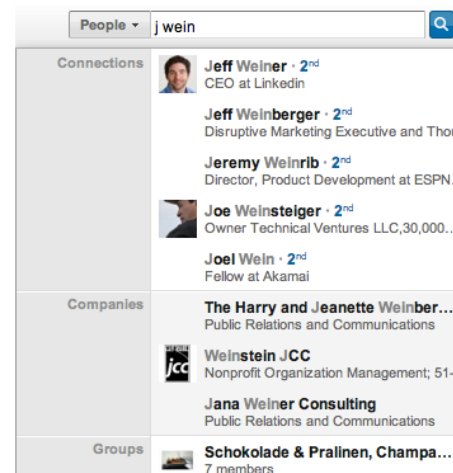 People
j wein
Connections
Jeff Weiner · 2nd
CEO at Linkedin
Jeff Weinberger · 2nd
Disruptive Marketing Executive and Tho
Jeremy Weinrib · 2nd
Director, Product Development at ESPN.
Joe Weinsteiger · 2nd
Owner Technical Ventures LLC,30,000..
Joel Wein · 2nd
Fellow at Akamai
Companies
The Harry and Jeanette Weinber...
Public Relations and Communications
jcc
Weinstein JCC
Nonprofit Organization Management; 51-
Jana Weiner Consulting
Public Relations and Communications
Groups
Schokolade & Pralinen, Champa...
7 members